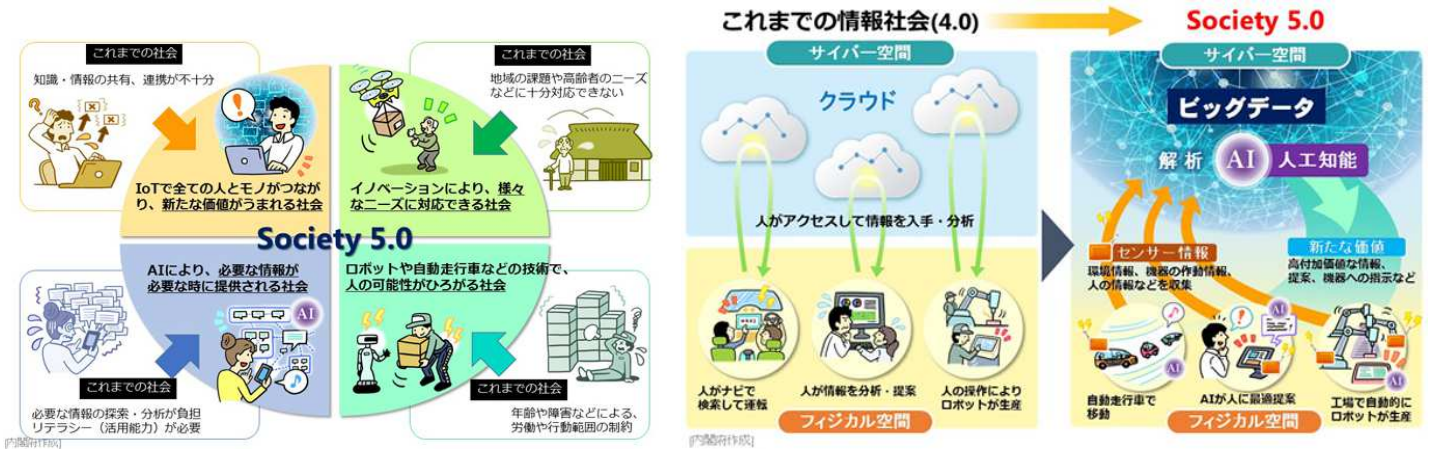 これまでの社会
知識・情報の共有、連携が不十分
IoTで全ての人とモノがつなが
り、新たな価値がうまれる社会
これまでの社会
地域の課題や高齢者のニーズ
などに十分対応できない
イノベーションにより、様々
なニーズに対応できる社会
Society 5.0
AIにより、必要な情報が
必要な時に提供される社会
AI
これまでの社会
必要な情報の探索・分析が負担
リテラシー(活用能力)が必要
ロボットや自動走行車などの技術で、
人の可能性がひろがる社会
これまでの社会
年齢や障害などによる、
労働や行動範囲の制約
[内閣府作成]
これまでの情報社会(4.0)
サイバー空間
クラウド
人がアクセスして情報を入手・分析
人がナビで
検索して運転
人が情報を分析・提案
人の操作により
ロボットが生産
フィジカル空間
[内閣府作成]
Society 5.0
サイバー空間
ビッグデータ
解析 AI 人工知能
センサー情報
環境情報、機器の作動情報、
人の情報などを収集
新たな価値
高付加価値な情報、
提案、機器への指示など
AI
AI
AI
自動走行車で
移動
AIが人に最適提案
工場で自動的に
ロボットが生産
フィジカル空間